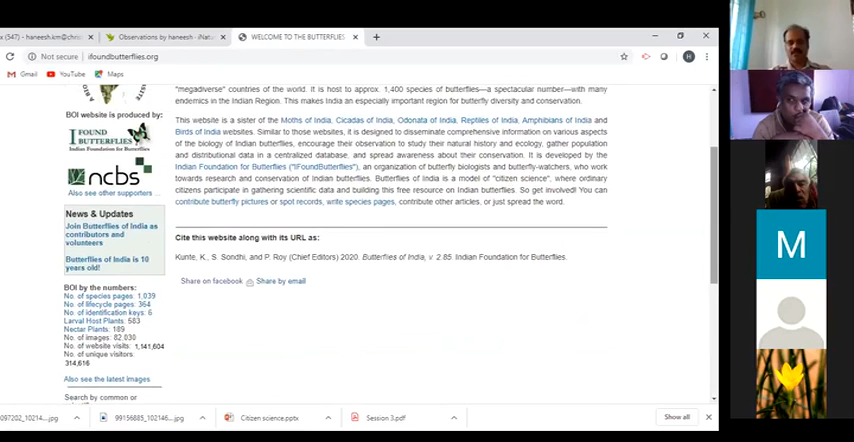 x (547) - haneesh.km@chris
Observations by haneesh · iNatu
WELCOME TO THE BUTTERFLIES
Not secure | ifoundbutterflies.org
H
Gmail
YouTube
Maps
"megadiverse" countries of the world. It is host to approx. 1,400 species of butterflies—a spectacular number—with many
endemics in the Indian Region. This makes India an especially important region for butterfly diversity and conservation.
BOI website is produced by:
I FOUND
BUTTERFLIES
Indian Foundation for Butterflies
ncbs
Also see other supporters ...
This website is a sister of the Moths of India, Cicadas of India, Odonata of India, Reptiles of India, Amphibians of India and
Birds of India websites. Similar to those websites, it is designed to disseminate comprehensive information on various aspects
of the biology of Indian butterflies, encourage their observation to study their natural history and ecology, gather population
and distributional data in a centralized database, and spread awareness about their conservation. It is developed by the
Indian Foundation for Butterflies ("IFoundButterflies"), an organization of butterfly biologists and butterfly-watchers, who work
towards research and conservation of Indian butterflies. Butterflies of India is a model of "citizen science", where ordinary
citizens participate in gathering scientific data and building this free resource on Indian butterflies. So get involved! You can
contribute butterfly pictures or spot records, write species pages, contribute other articles, or just spread the word.
News & Updates
Join Butterflies of India as
contributors and
volunteers
Butterflies of India is 10
years old!
Cite this website along with its URL as:
Kunte, K., S. Sondhi, and P. Roy (Chief Editors) 2020. Butterflies of India, v. 2.85. Indian Foundation for Butterflies.
Share on facebook
Share by email
BOI by the numbers:
No. of species pages: 1,039
No. of lifecycle pages: 364
No. of identification keys: 6
Larval Host Plants: 583
Nectar Plants: 189
No. of images: 82,030
No. of website visits: 1,141,604
No. of unique visitors
314,616
Also see the latest images
Search by common or
M
097202_10214....jpg
99156885_102146....jpg
Citizen science.pptx
Session 3.pdf
Show all